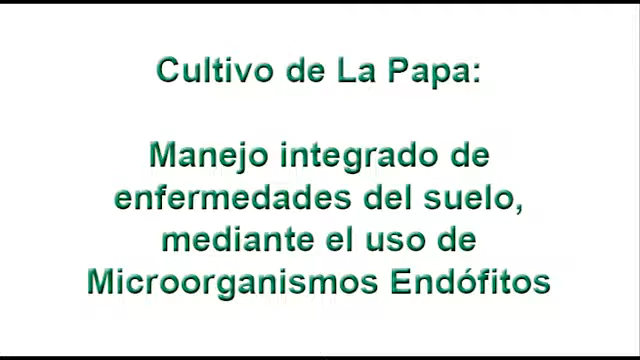 Cultivo de La Papa:
Manejo integrado de
enfermedades del suelo,
mediante el uso de
Microorganismos Endófitos